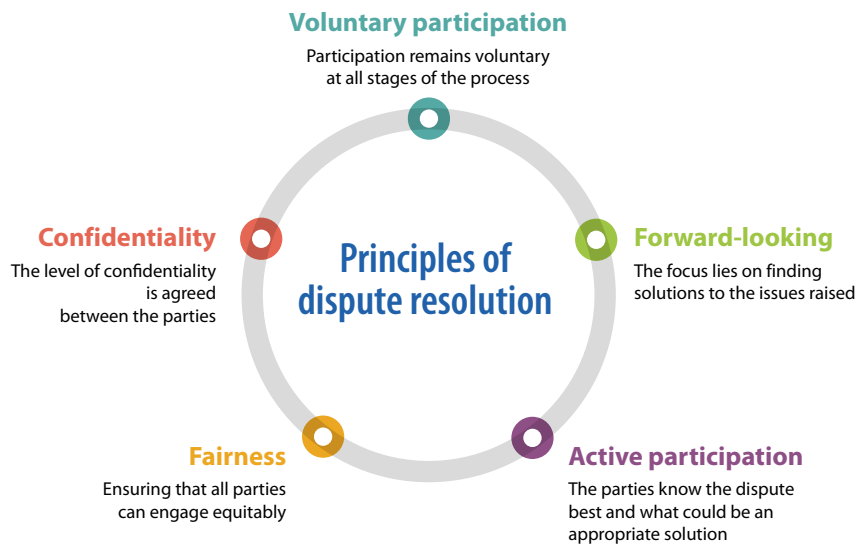 Voluntary participation
Participation remains voluntary
at all stages of the process
Confidentiality
The level of confidentiality
is agreed
between the parties
Principles of
dispute resolution
Forward-looking
The focus lies on finding
solutions to the issues raised
Fairness
Ensuring that all parties
can engage equitably
Active participation
The parties know the dispute
best and what could be an
appropriate solution